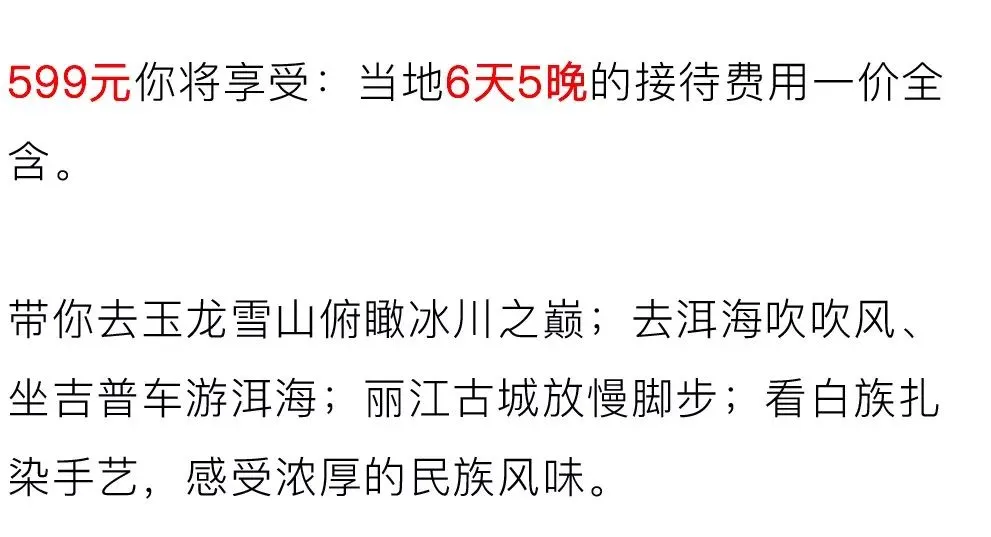 599元你将享受：当地6天5晚的接待费用一价全
含。
带你去玉龙雪山俯瞰冰川之巅；去洱海吹吹风、
坐吉普车游洱海；丽江古城放慢脚步；看白族扎
染手艺，感受浓厚的民族风味。